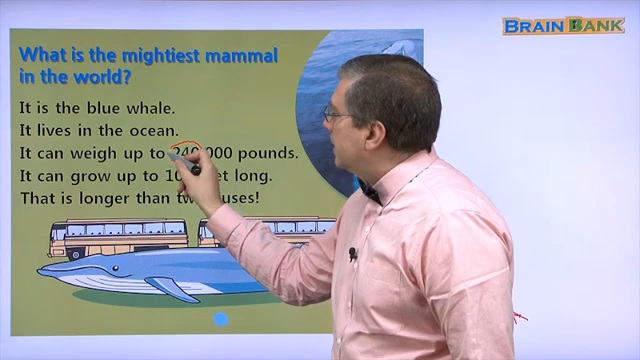 BRAIN BANK
What is the mightiest mammal
in the world?
It is the blue whale.
It lives in the ocean.
It can weigh up to 240,000 pounds.
It can grow up to long.
That is longer than two